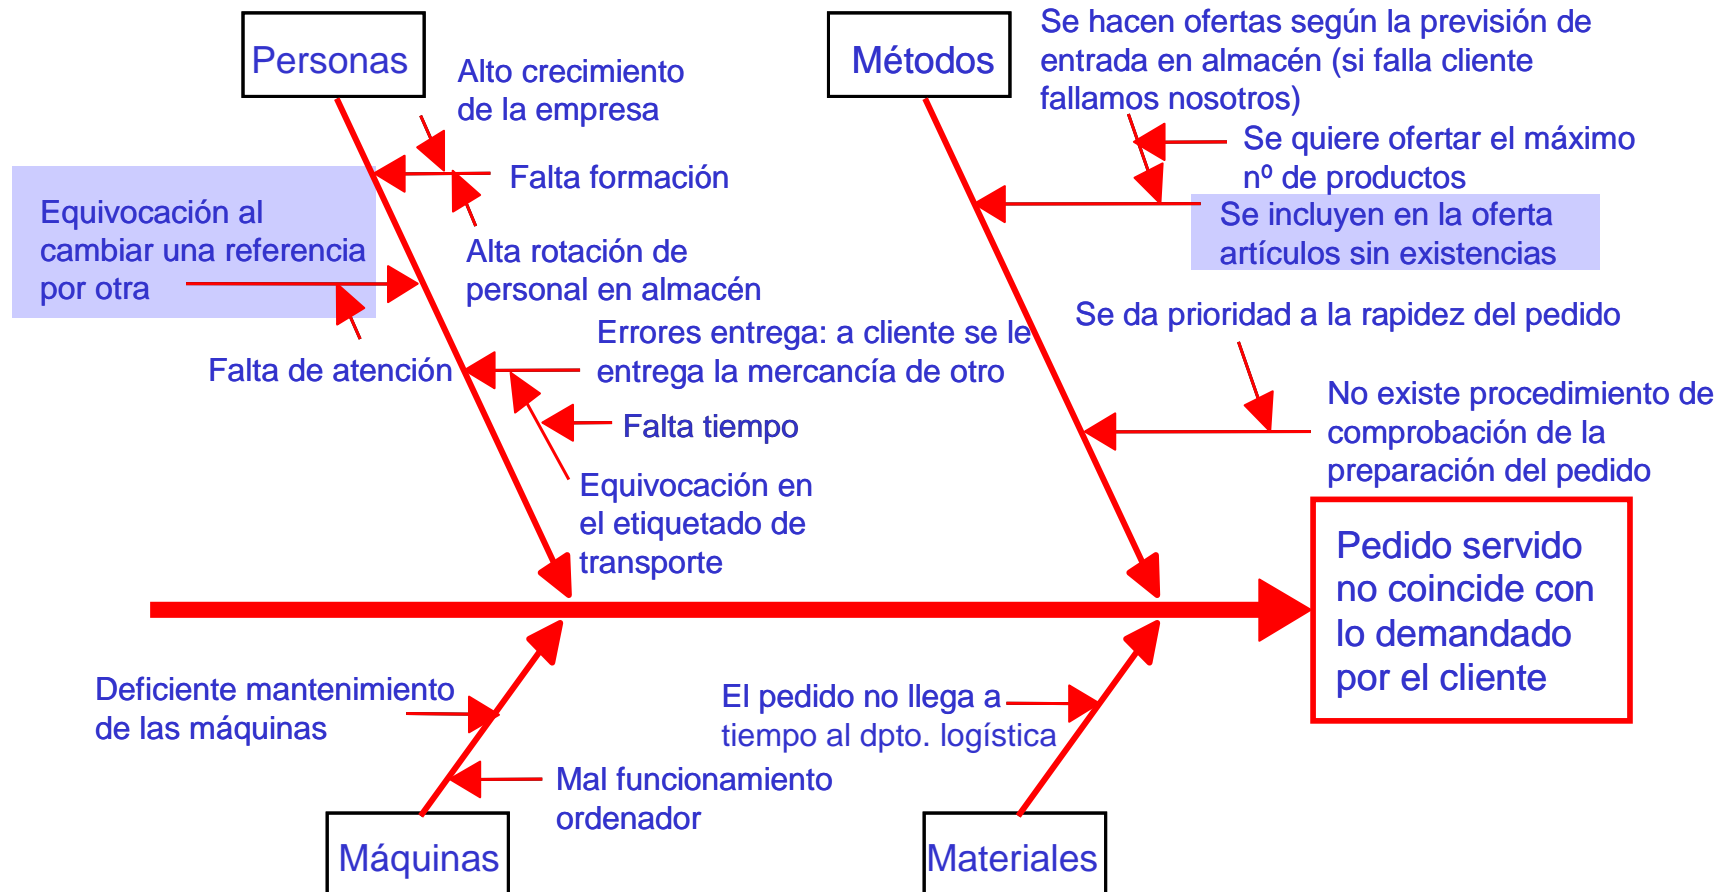 Personas
Alto crecimiento
de la empresa
Falta formación
Alta rotación de
personal en almacén
Equivocación al
cambiar una referencia
por otra
Falta de atención
Errores entrega: a cliente se le
entrega la mercancía de otro
Falta tiempo
Equivocación en
el etiquetado de
transporte
Métodos
Se hacen ofertas según la previsión de
entrada en almacén (si falla cliente
fallamos nosotros)
Se quiere ofertar el máximo
nº de productos
Se incluyen en la oferta
artículos sin existencias
Se da prioridad a la rapidez del pedido
No existe procedimiento de
comprobación de la
preparación del pedido
Pedido servido
no coincide con
lo demandado
por el cliente
Deficiente mantenimiento
de las máquinas
Mal funcionamiento
ordenador
Máquinas
El pedido no llega a
tiempo al dpto. logística
Materiales